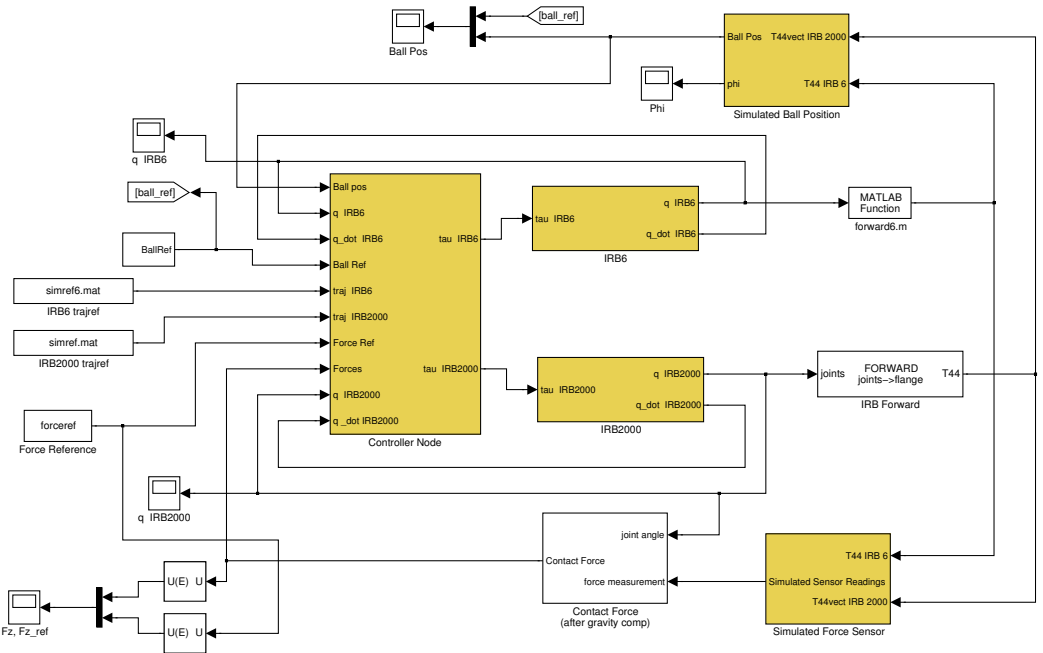 [ball_ref]
Ball Pos
Ball Pos
T44vect IRB 2000
phi
T44 IRB 6
Simulated Ball Position
Phi
q  IRB6
[ball_ref]
BallRef
simref6.mat
IRB6 trajref
simref.mat
IRB2000 trajref
forceref
Force Reference
Ball pos
q  IRB6
q_dot  IRB6
Ball Ref
traj  IRB6
traj  IRB2000
Force Ref
Forces
q  IRB2000
q _dot IRB2000
tau  IRB6
tau  IRB2000
Controller Node
tau  IRB6
q  IRB6
q_dot  IRB6
IRB6
MATLAB
Function
forward6.m
tau  IRB2000
q  IRB2000
q_dot  IRB2000
IRB2000
joints
FORWARD
joints->flange
T44
IRB Forward
q  IRB2000
joint angle
Contact Force
force measurement
Contact Force
(after gravity comp)
T44 IRB 6
Simulated Sensor Readings
T44vect IRB 2000
Simulated Force Sensor
U(E)  U
U(E)  U
Fz, Fz_ref